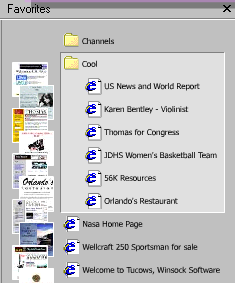 Favorites
Channels
Cool
US News and World Report
Karen Bentley - Violinist
Thomas for Congress
JDHS Women's Basketball Team
56K Resources
Orlando's Restaurant
Nasa Home Page
Wellcraft 250 Sportsman for sale
Welcome to Tucows, Winsock Software